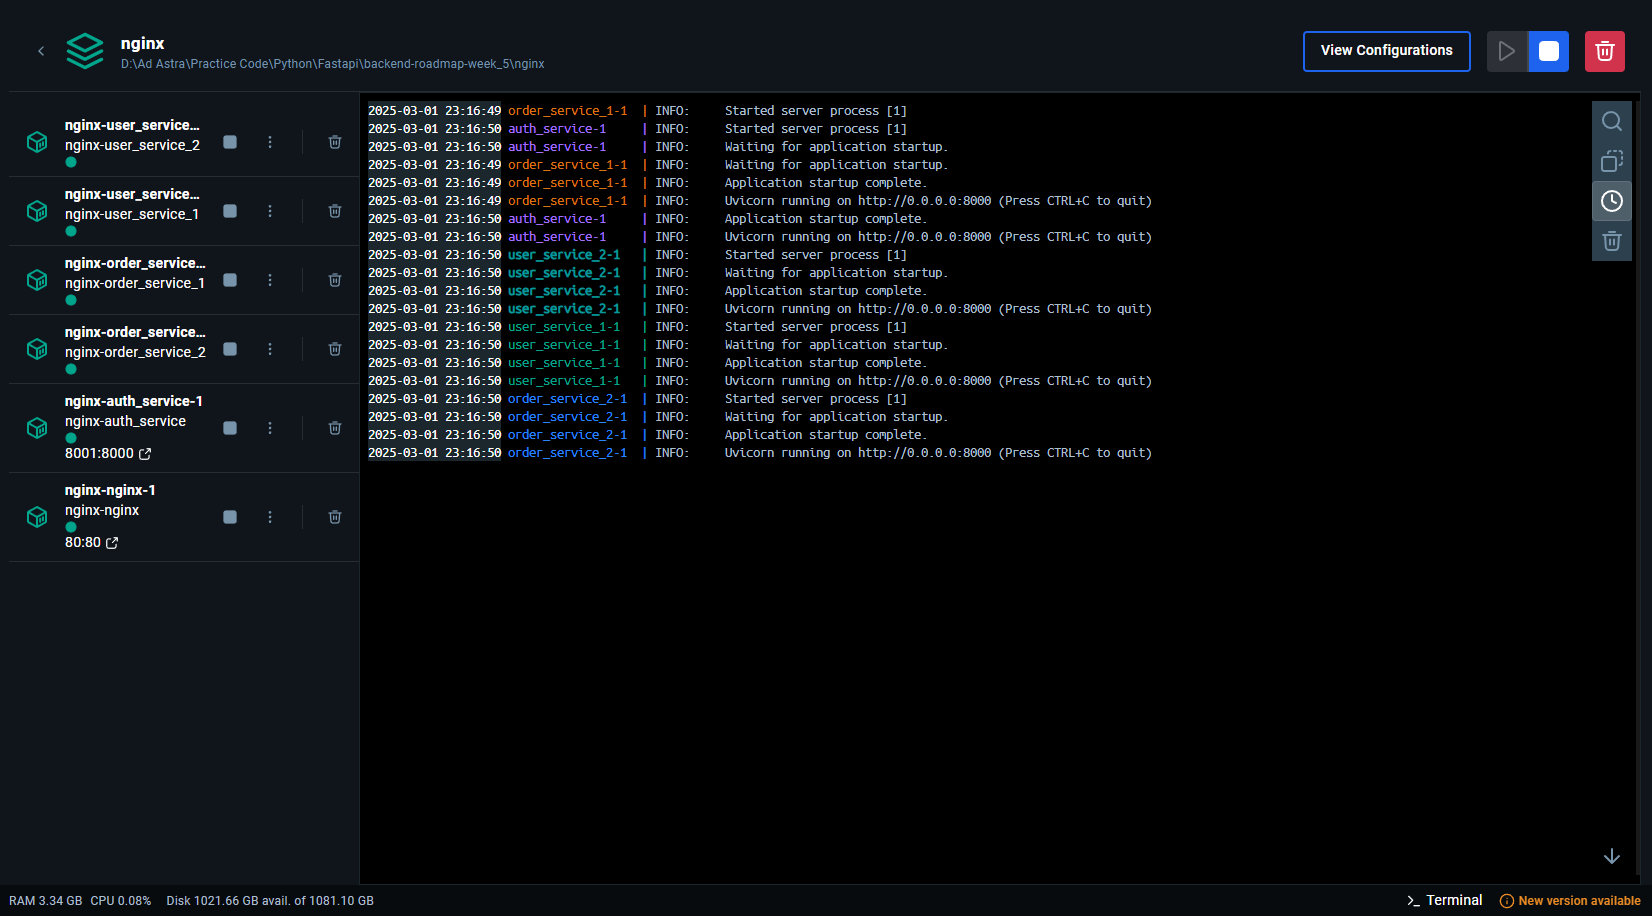 nginx
D:\Ad Astra\Practice Code\Python\Fastapi\backend-roadmap-week_5\nginx
View Configurations
nginx-user_service...
nginx-user_service_2
nginx-user_service...
nginx-user_service_1
nginx-order_service...
nginx-order_service_1
nginx-order_service...
nginx-order_service_2
nginx-auth_service-1
nginx-auth_service
8001:8000
nginx-nginx-1
nginx-nginx
80:80
2025-03-01 23:16:49 order_service_1-1 | INFO: Started server process [1]
2025-03-01 23:16:50 auth_service-1 | INFO: Started server process [1]
2025-03-01 23:16:50 auth_service-1 | INFO: Waiting for application startup.
2025-03-01 23:16:49 order_service_1-1 | INFO: Waiting for application startup.
2025-03-01 23:16:49 order_service_1-1 | INFO: Application startup complete.
2025-03-01 23:16:49 order_service_1-1 | INFO: Uvicorn running on http://0.0.0.0:8000 (Press CTRL+C to quit)
2025-03-01 23:16:50 auth_service-1 | INFO: Application startup complete.
2025-03-01 23:16:50 auth_service-1 | INFO: Uvicorn running on http://0.0.0.0:8000 (Press CTRL+C to quit)
2025-03-01 23:16:50 user_service_2-1 | INFO: Started server process [1]
2025-03-01 23:16:50 user_service_2-1 | INFO: Waiting for application startup.
2025-03-01 23:16:50 user_service_2-1 | INFO: Application startup complete.
2025-03-01 23:16:50 user_service_2-1 | INFO: Uvicorn running on http://0.0.0.0:8000 (Press CTRL+C to quit)
2025-03-01 23:16:50 user_service_1-1 | INFO: Started server process [1]
2025-03-01 23:16:50 user_service_1-1 | INFO: Waiting for application startup.
2025-03-01 23:16:50 user_service_1-1 | INFO: Application startup complete.
2025-03-01 23:16:50 user_service_1-1 | INFO: Uvicorn running on http://0.0.0.0:8000 (Press CTRL+C to quit)
2025-03-01 23:16:50 order_service_2-1 | INFO: Started server process [1]
2025-03-01 23:16:50 order_service_2-1 | INFO: Waiting for application startup.
2025-03-01 23:16:50 order_service_2-1 | INFO: Application startup complete.
2025-03-01 23:16:50 order_service_2-1 | INFO: Uvicorn running on http://0.0.0.0:8000 (Press CTRL+C to quit)
RAM 3.34 GB CPU 0.08% Disk 1021.66 GB avail. of 1081.10 GB
Terminal
New version available